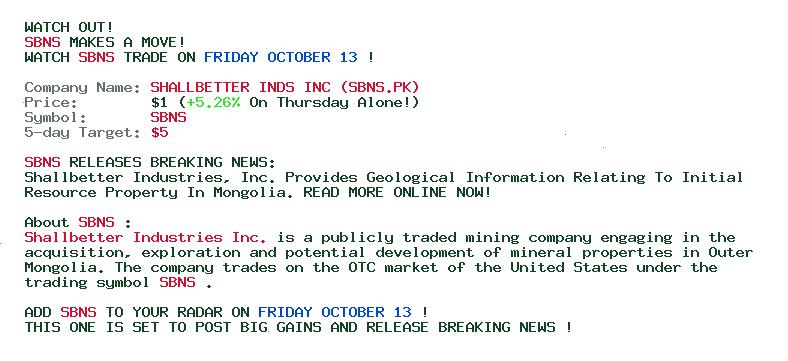 WATCH OUT!
SBNS MAKES A MOVE!
WATCH SBNS TRADE ON FRIDAY OCTOBER 13 !
Company Name: SHALLBETTER INDS INC (SBNS.PK)
Price: $1 (+5.26% On Thursday Alone!)
Symbol: SBNS
5-day Target: $5
SBNS RELEASES BREAKING NEWS:
Shallbetter Industries, Inc. Provides Geological Information Relating To Initial
Resource Property In Mongolia. READ MORE ONLINE NOW!
About SBNS :
Shallbetter Industries Inc. is a publicly traded mining company engaging in the
acquisition, exploration and potential development of mineral properties in Outer
Mongolia. The company trades on the OTC market of the United States under the
trading symbol SBNS .
ADD SBNS TO YOUR RADAR ON FRIDAY OCTOBER 13 !
THIS ONE IS SET TO POST BIG GAINS AND RELEASE BREAKING NEWS !